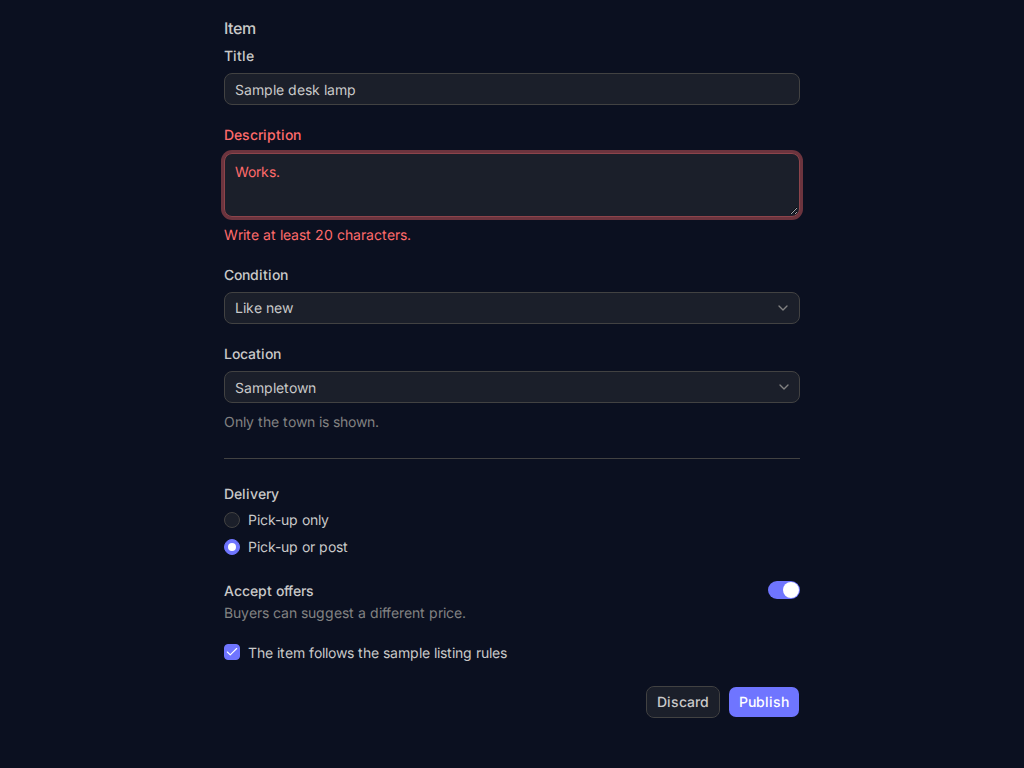 Item
Title
Sample desk lamp
Description
Works.
Write at least 20 characters.
Condition
Like new
Location
Sampletown
Only the town is shown.
Delivery
Pick-up only
Pick-up or post
Accept offers
Buyers can suggest a different price.
The item follows the sample listing rules
Discard Publish